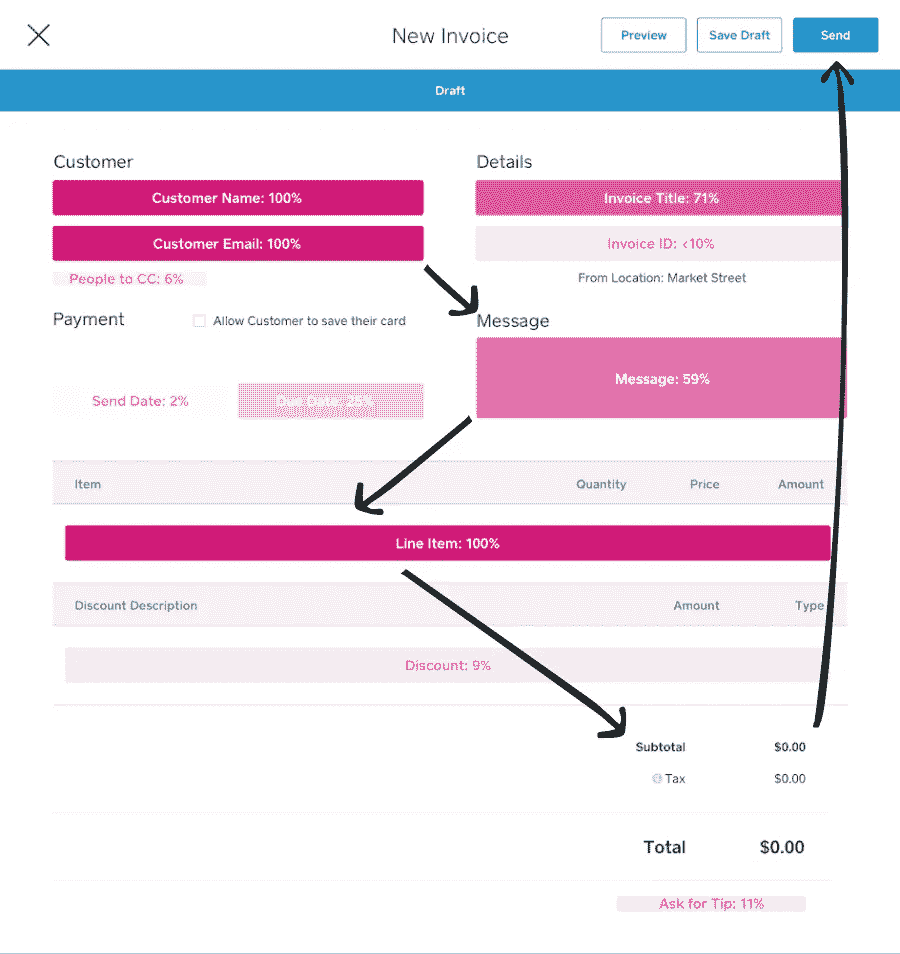 New Invoice
Preview
Save Draft
Send
Draft
Customer
Customer Name: 100%
Customer Email: 100%
People to CC: 6%
Details
Invoice Title: 71%
Invoice ID: <10%
From Location: Market Street
Payment
Allow Customer to save their card
Send Date: 2%
Message
Message: 59%
Item Quantity Price Amount
Line Item: 100%
Discount Description Amount Type
Discount: 9%
Subtotal $0.00
Tax $0.00
Total $0.00
Ask for Tip: 11%